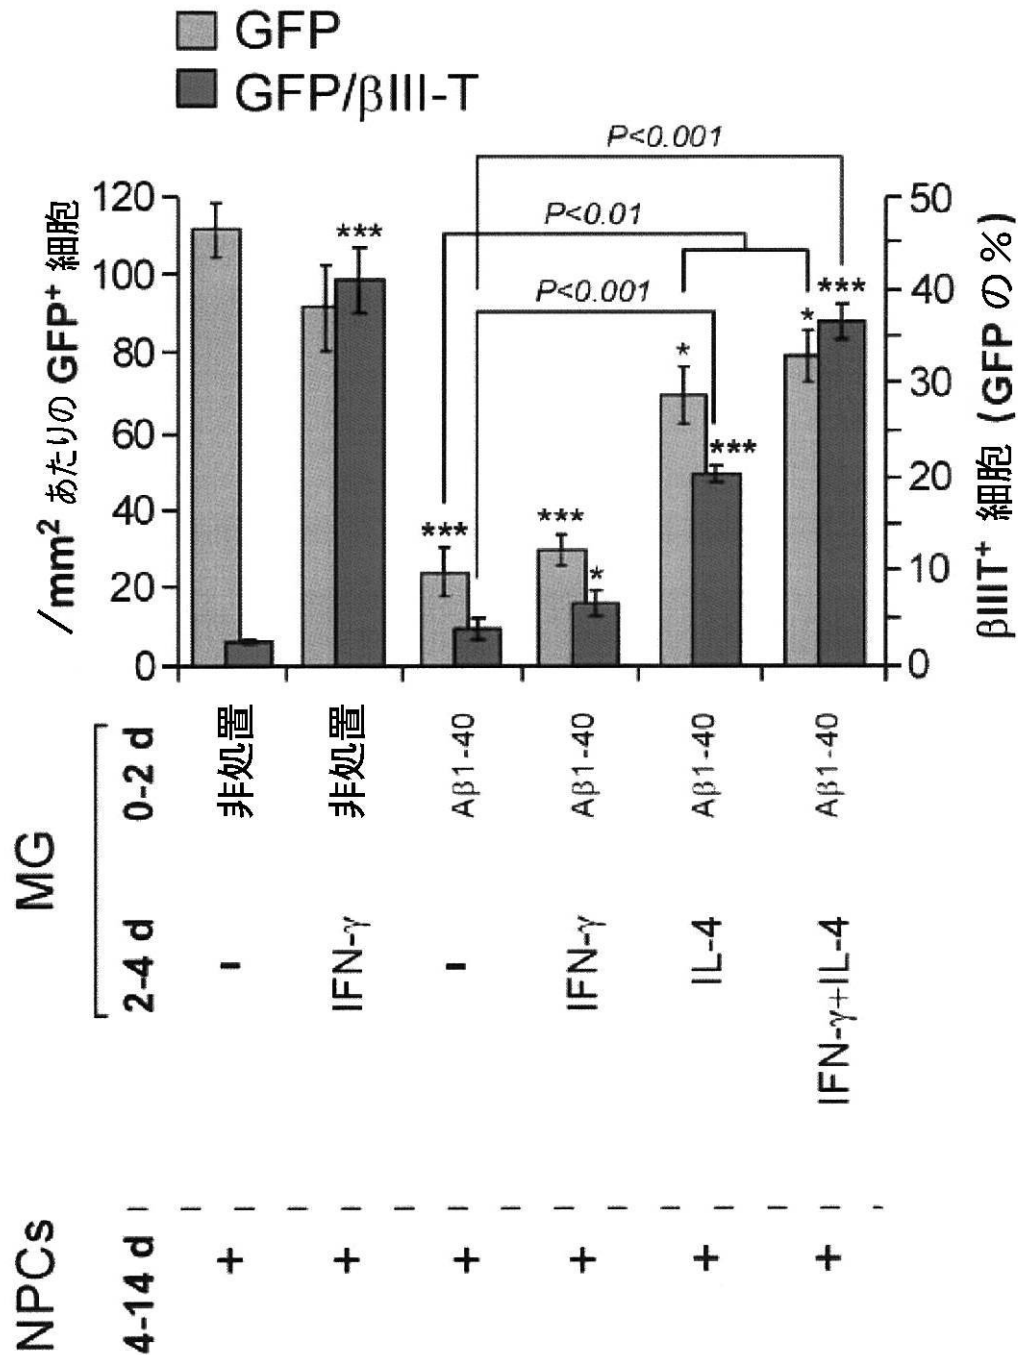 GFP
GFP/βIII-T
P<0.001
P<0.01
P<0.001
/mm² あたりの GFP⁺ 細胞
120
100
80
60
40
20
0
***
***
***
*
*
***
*
***
50
40
30
20
10
0
βIIIT⁺ 細胞 (GFP の %)
MG
0-2 d
非処置
非処置
Aβ1-40
Aβ1-40
Aβ1-40
Aβ1-40
2-4 d
-
IFN-γ
-
IFN-γ
IL-4
IFN-γ+IL-4
NPCs
4-14 d
+
+
+
+
+
+